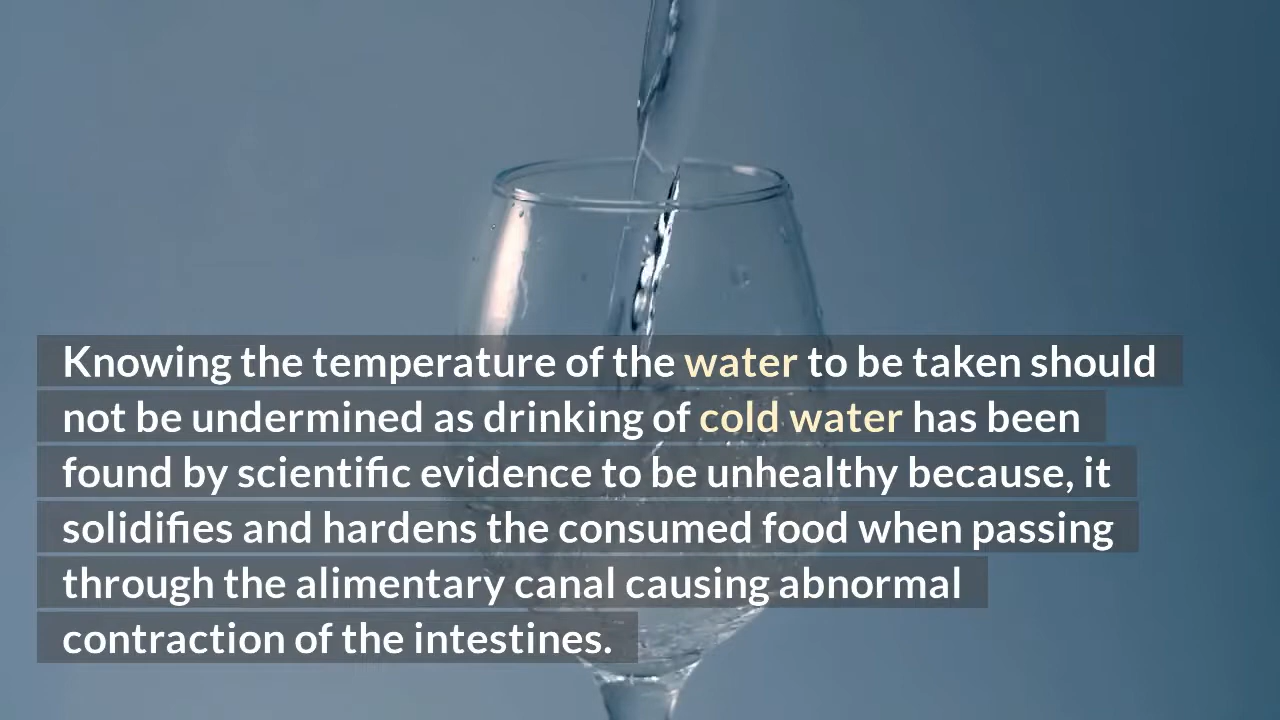 Knowing the temperature of the water to be taken should
not be undermined as drinking of cold water has been
found by scientific evidence to be unhealthy because, it
solidifies and hardens the consumed food when passing
through the alimentary canal causing abnormal
contraction of the intestines.